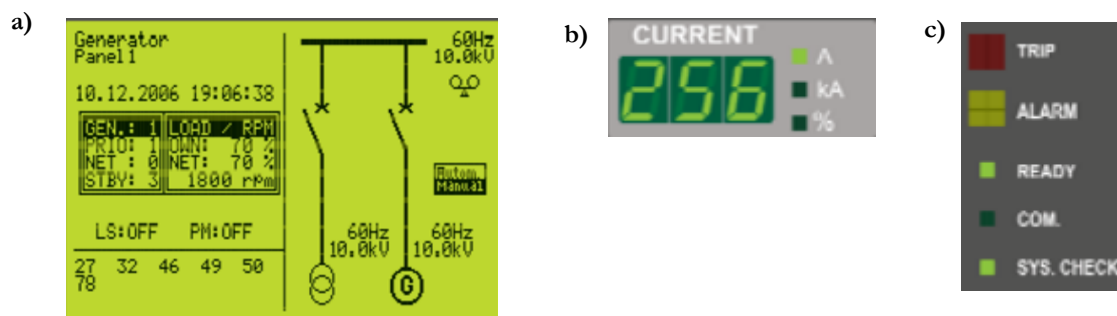 a)
Generator
Panel1
10.12.2006 19:06:38
GEN.: 1 LOAD / RPM
PRIO: 1 OWN: 70 %
NET : 0 NET: 70 %
STBY: 3 1800 rpm
LS:OFF PM:OFF
27 32 46 49 50
78
60Hz
10.0kV
Autom.
Manual
60Hz 60Hz
10.0kV 10.0kV
G
b)
CURRENT
256
A
kA
%
c)
TRIP
ALARM
READY
COM.
SYS. CHECK